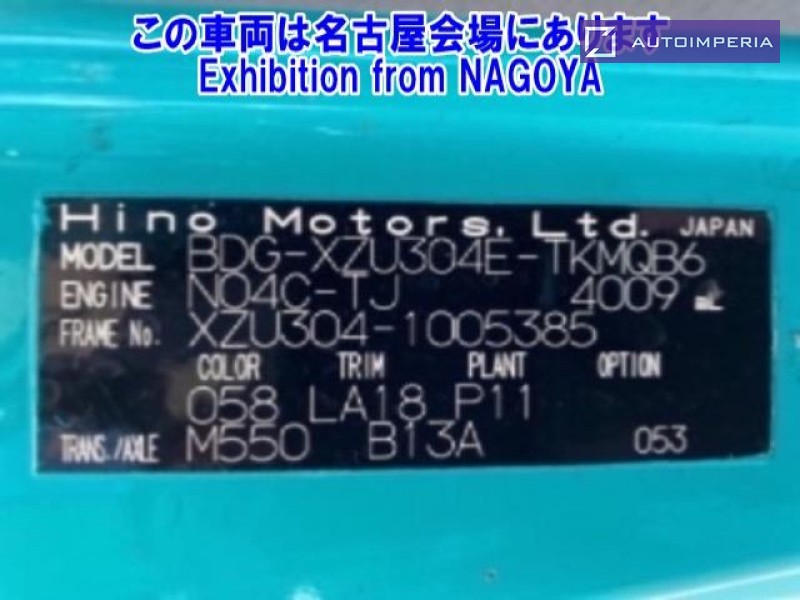 この車両は名古屋会場にあります
AUTOIMPERIA
Exhibition from NAGOYA
Hino Motors, Ltd. JAPAN
MODEL BDG-XZU304E-TKMQB6
ENGINE N04C-TJ 4009 mL
FRAME No. XZU304-1005385
COLOR TRIM PLANT OPTION
058 LA18 P11
TRANS./AXLE M550 B13A 053